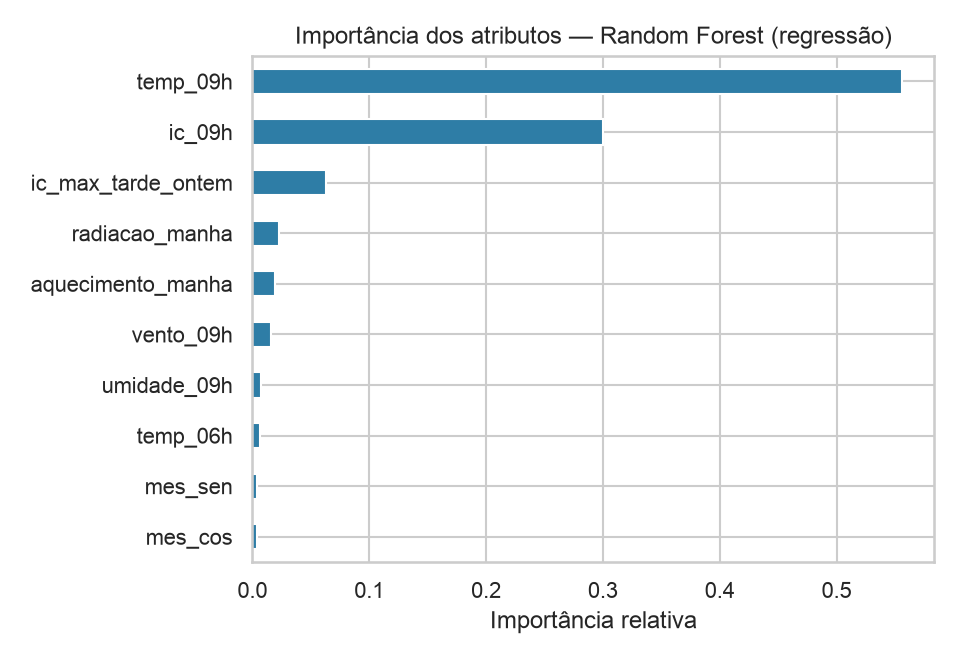 Importância dos atributos — Random Forest (regressão)
temp_09h
ic_09h
ic_max_tarde_ontem
radiacao_manha
aquecimento_manha
vento_09h
umidade_09h
temp_06h
mes_sen
mes_cos
0.0 0.1 0.2 0.3 0.4 0.5
Importância relativa